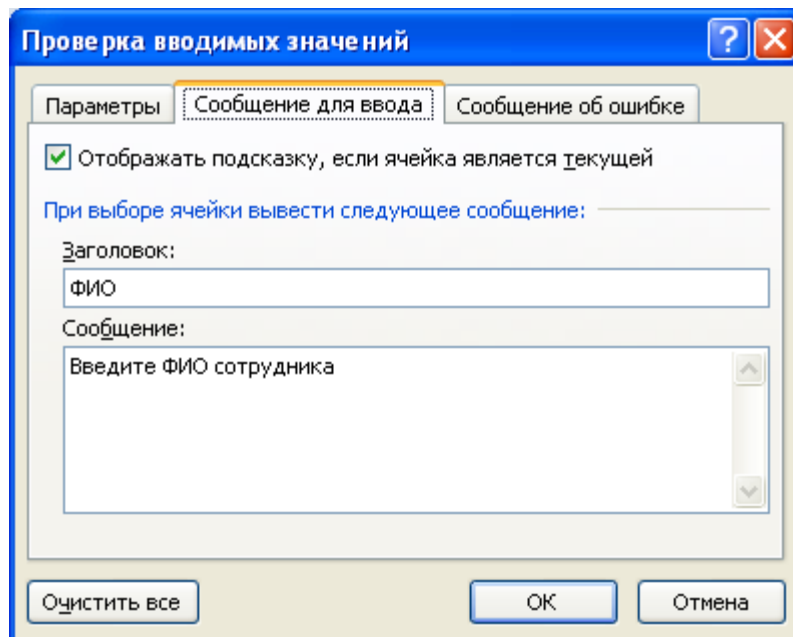 Проверка вводимых значений
Параметры Сообщение для ввода Сообщение об ошибке
Отображать подсказку, если ячейка является текущей
При выборе ячейки вывести следующее сообщение:
Заголовок:
ФИО
Сообщение:
Введите ФИО сотрудника
Очистить все ОК Отмена